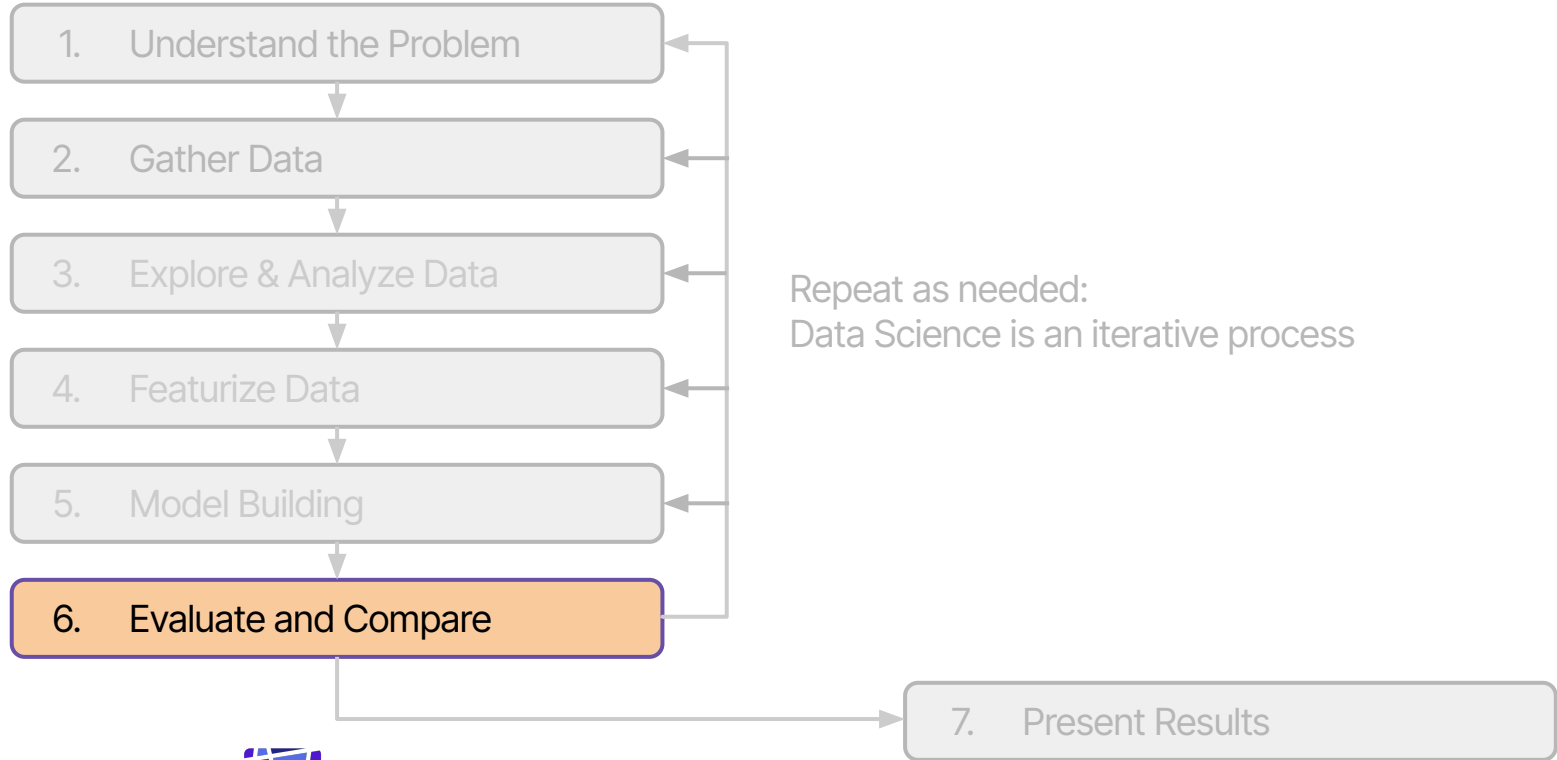 1. Understand the Problem
2. Gather Data
3. Explore & Analyze Data
Repeat as needed:
Data Science is an iterative process
4. Featurize Data
5. Model Building
6. Evaluate and Compare
7. Present Results